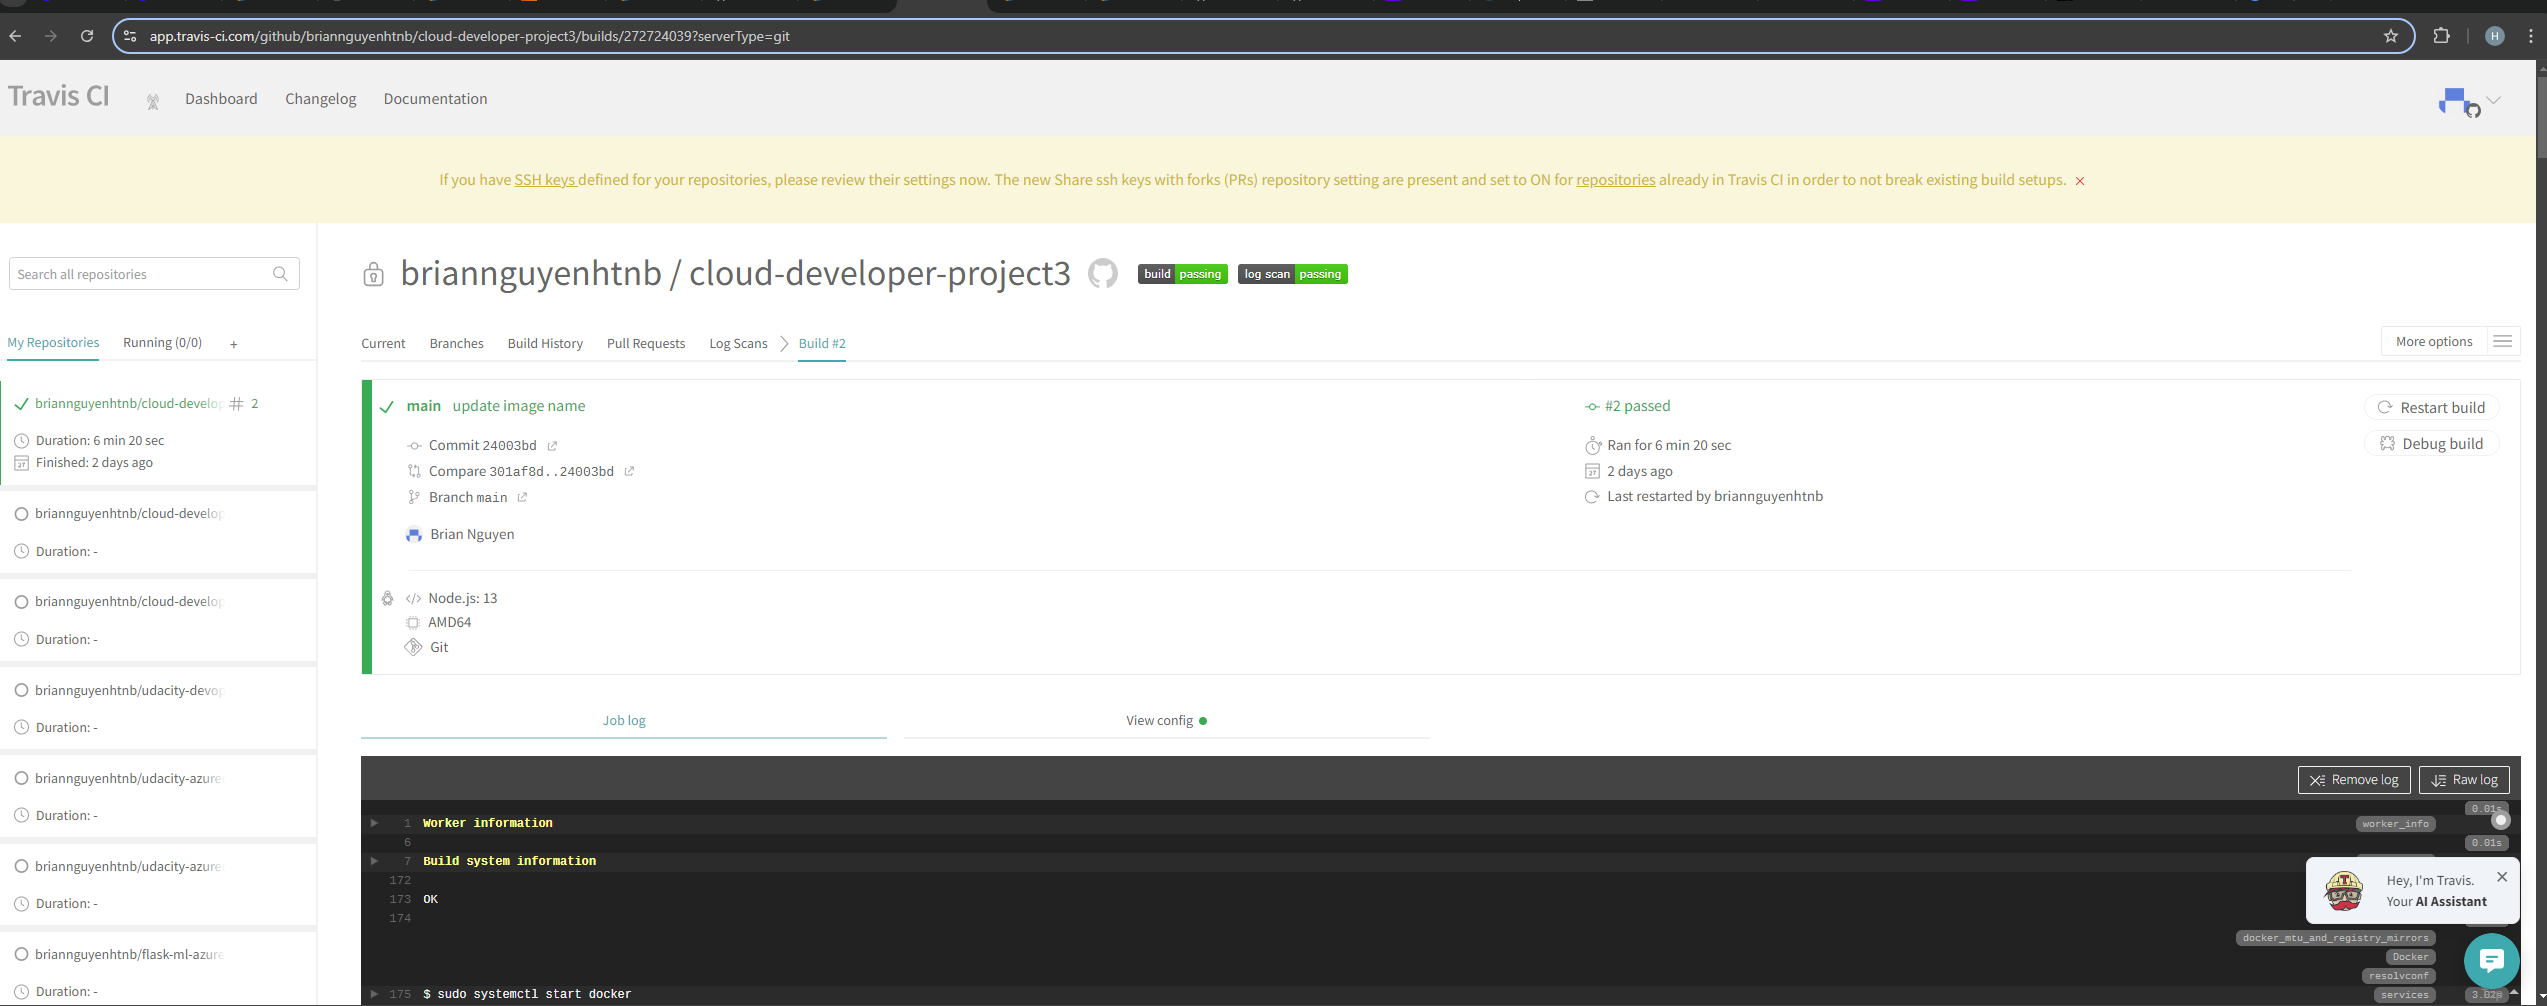 app.travis-ci.com/github/briannguyenhtnb/cloud-developer-project3/builds/272724039?serverType=git
H
Travis CI
Dashboard
Changelog
Documentation
If you have SSH keys defined for your repositories, please review their settings now. The new Share ssh keys with forks (PRs) repository setting are present and set to ON for repositories already in Travis CI in order to not break existing build setups.
Search all repositories
My Repositories
Running (0/0)
+
briannguyenhtnb/cloud-develop
# 2
Duration: 6 min 20 sec
Finished: 2 days ago
briannguyenhtnb/cloud-develop
Duration: -
briannguyenhtnb/cloud-develop
Duration: -
briannguyenhtnb/udacity-devop
Duration: -
briannguyenhtnb/udacity-azure
Duration: -
briannguyenhtnb/udacity-azure
Duration: -
briannguyenhtnb/flask-ml-azure
Duration: -
briannguyenhtnb / cloud-developer-project3
build passing
log scan passing
Current
Branches
Build History
Pull Requests
Log Scans
Build #2
More options
main update image name
Commit 24003bd
Compare 301af8d..24003bd
Branch main
Brian Nguyen
#2 passed
Ran for 6 min 20 sec
2 days ago
Last restarted by briannguyenhtnb
Restart build
Debug build
Node.js: 13
AMD64
Git
Job log
View config
Remove log
Raw log
0.01s
1 Worker information
worker_info
6
0.01s
7 Build system information
172
173 OK
174
docker_mtu_and_registry_mirrors
Docker
resolvconf
175 $ sudo systemctl start docker
services
3.02s
Hey, I'm Travis.
Your AI Assistant